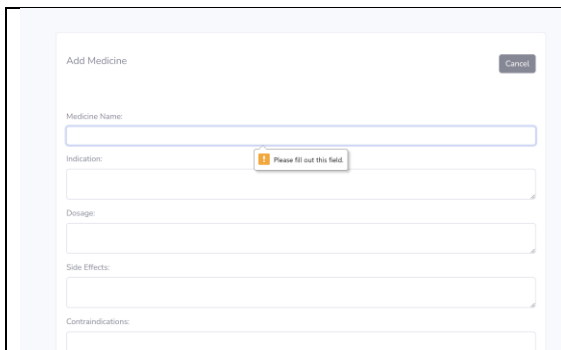 Add Medicine
Cancel
Medicine Name:
! Please fill out this field.
Indication:
Dosage:
Side Effects:
Contraindications: